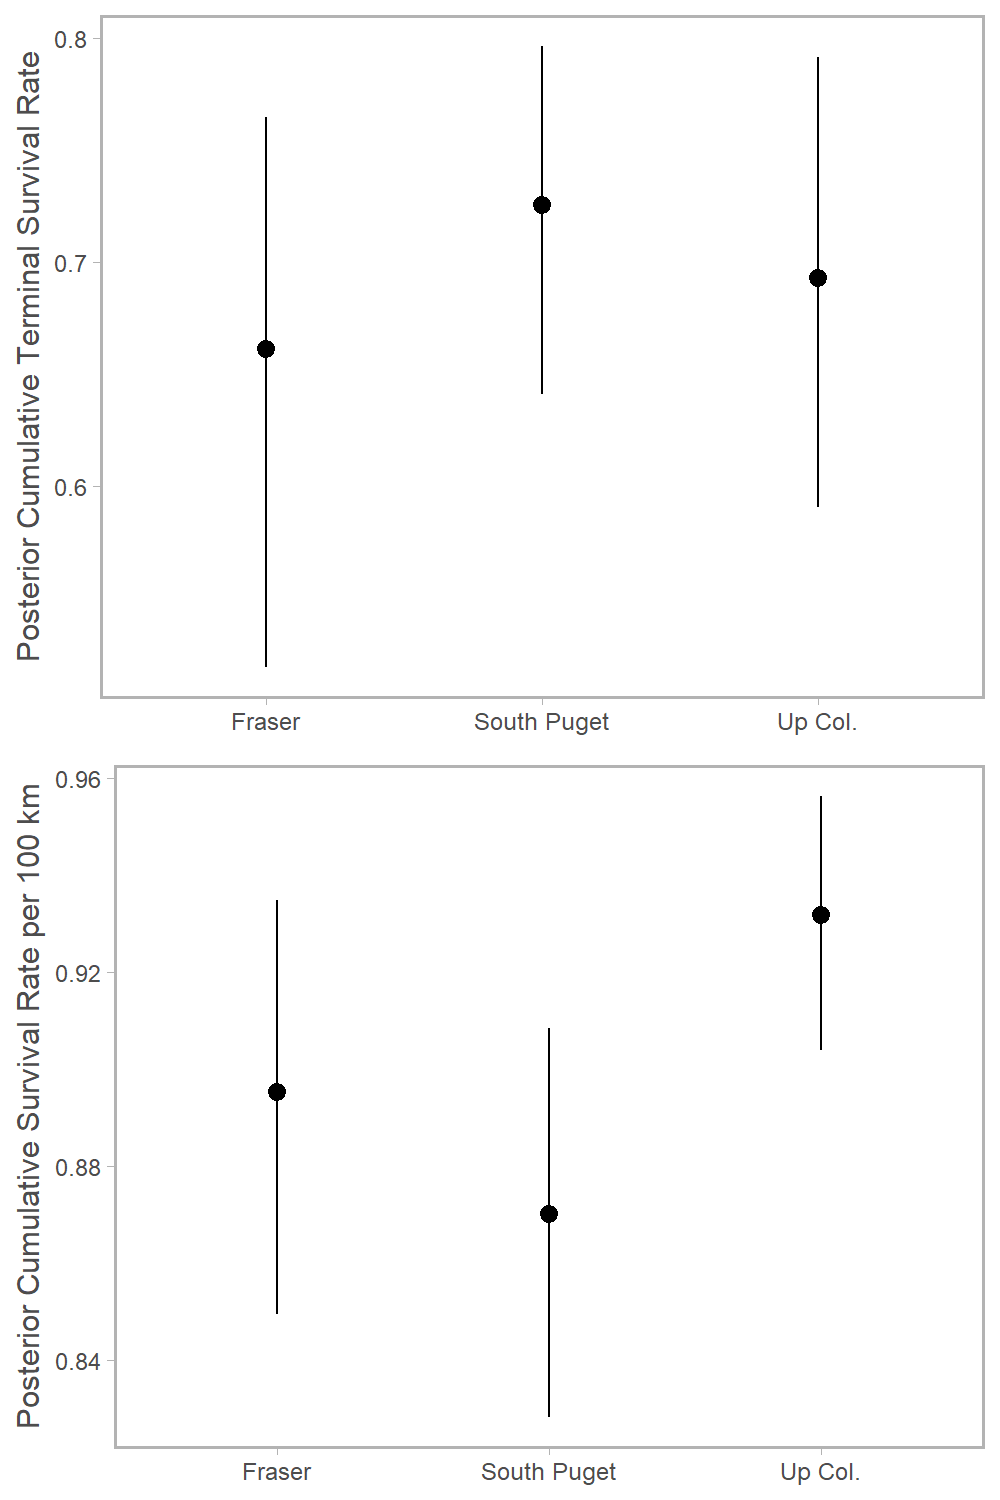 Posterior Cumulative Terminal Survival Rate
0.8
0.7
0.6
Fraser South Puget Up Col.
Posterior Cumulative Survival Rate per 100 km
0.96
0.92
0.88
0.84
Fraser South Puget Up Col.